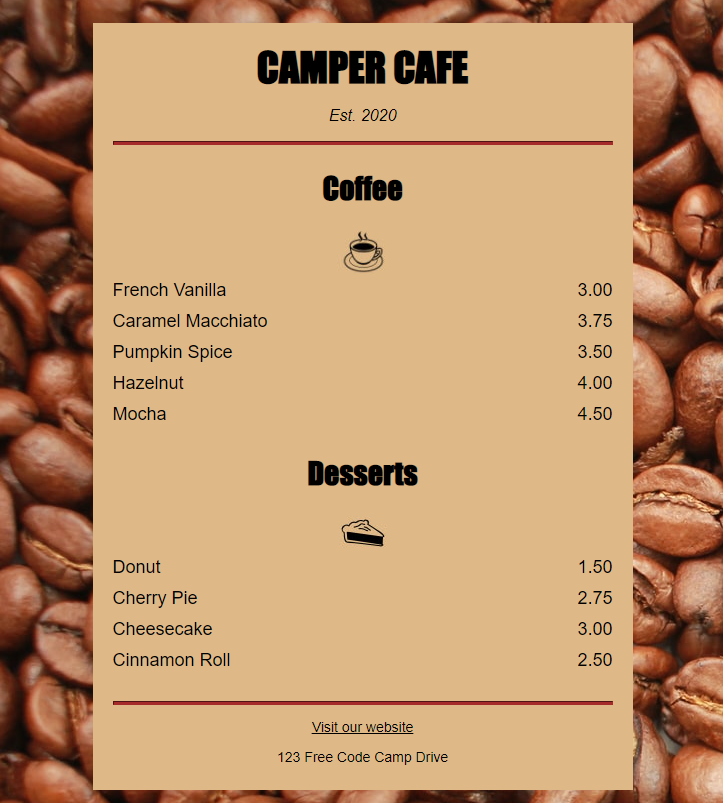 CAMPER CAFE
Est. 2020
Coffee
French Vanilla 3.00
Caramel Macchiato 3.75
Pumpkin Spice 3.50
Hazelnut 4.00
Mocha 4.50
Desserts
Donut 1.50
Cherry Pie 2.75
Cheesecake 3.00
Cinnamon Roll 2.50
Visit our website
123 Free Code Camp Drive